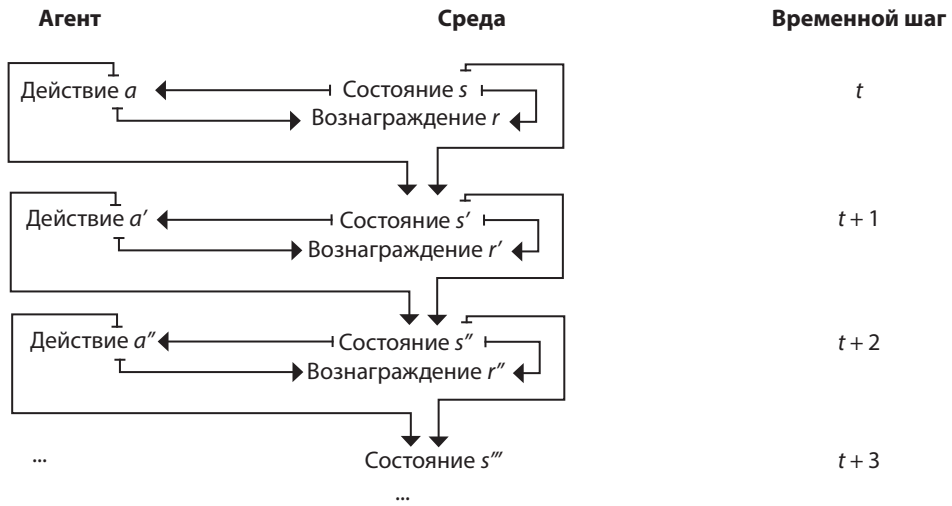 Агент Среда Временной шаг
Действие a Состояние s t
Вознаграждение r
Действие a′ Состояние s′ t + 1
Вознаграждение r′
Действие a″ Состояние s″ t + 2
Вознаграждение r″
... Состояние s‴ t + 3
...